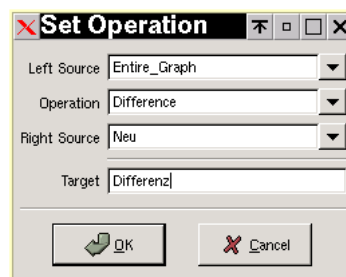 Set Operation
Left Source Entire_Graph
Operation Difference
Right Source Neu
Target Differenz
OK Cancel